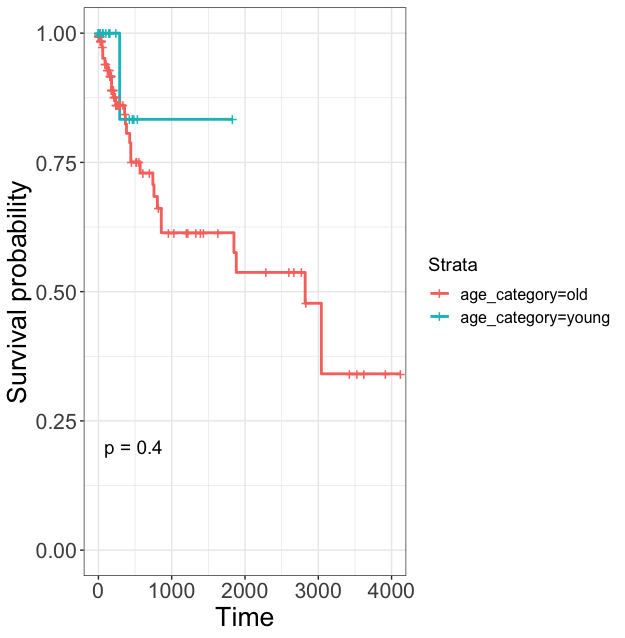 Survival probability
1.00
0.75
0.50
0.25
0.00
p = 0.4
0 1000 2000 3000 4000
Time
Strata
age_category=old
age_category=young